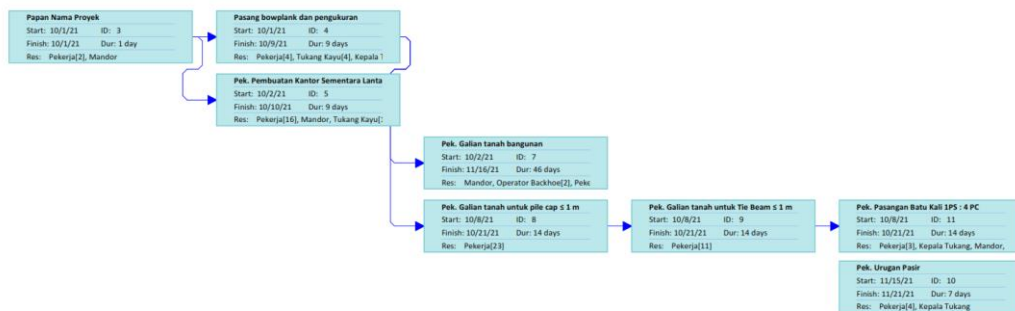 Papan Nama Proyek
Start: 10/1/21 ID: 3
Finish: 10/1/21 Dur: 1 day
Res: Pekerja[2], Mandor
Pasang bowplank dan pengukuran
Start: 10/1/21 ID: 4
Finish: 10/9/21 Dur: 9 days
Res: Pekerja[4], Tukang Kayu[4], Kepala
Pek. Pembuatan Kantor Sementara Lanta
Start: 10/2/21 ID: 5
Finish: 10/10/21 Dur: 9 days
Res: Pekerja[16], Mandor, Tukang Kayu[
Pek. Galian tanah bangunan
Start: 10/2/21 ID: 7
Finish: 11/16/21 Dur: 46 days
Res: Mandor, Operator Backhoe[2], Peke
Pek. Galian tanah untuk pile cap ≤ 1 m
Start: 10/8/21 ID: 8
Finish: 10/21/21 Dur: 14 days
Res: Pekerja[23]
Pek. Galian tanah untuk Tie Beam ≤ 1 m
Start: 10/8/21 ID: 9
Finish: 10/21/21 Dur: 14 days
Res: Pekerja[11]
Pek. Pasangan Batu Kali 1PS : 4 PC
Start: 10/8/21 ID: 11
Finish: 10/21/21 Dur: 14 days
Res: Pekerja[3], Kepala Tukang, Mandor,
Pek. Urugan Pasir
Start: 11/15/21 ID: 10
Finish: 11/21/21 Dur: 7 days
Res: Pekerja[4], Kepala Tukang